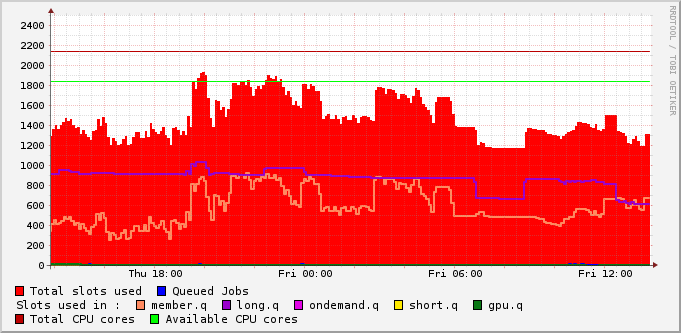 RRDTOOL / TOBI OETIKER
2400
2200
2000
1800
1600
1400
1200
1000
800
600
400
200
0
Thu 18:00 Fri 00:00 Fri 06:00 Fri 12:00
Total slots used Queued Jobs
Slots used in : member.q long.q ondemand.q short.q gpu.q
Total CPU cores Available CPU cores